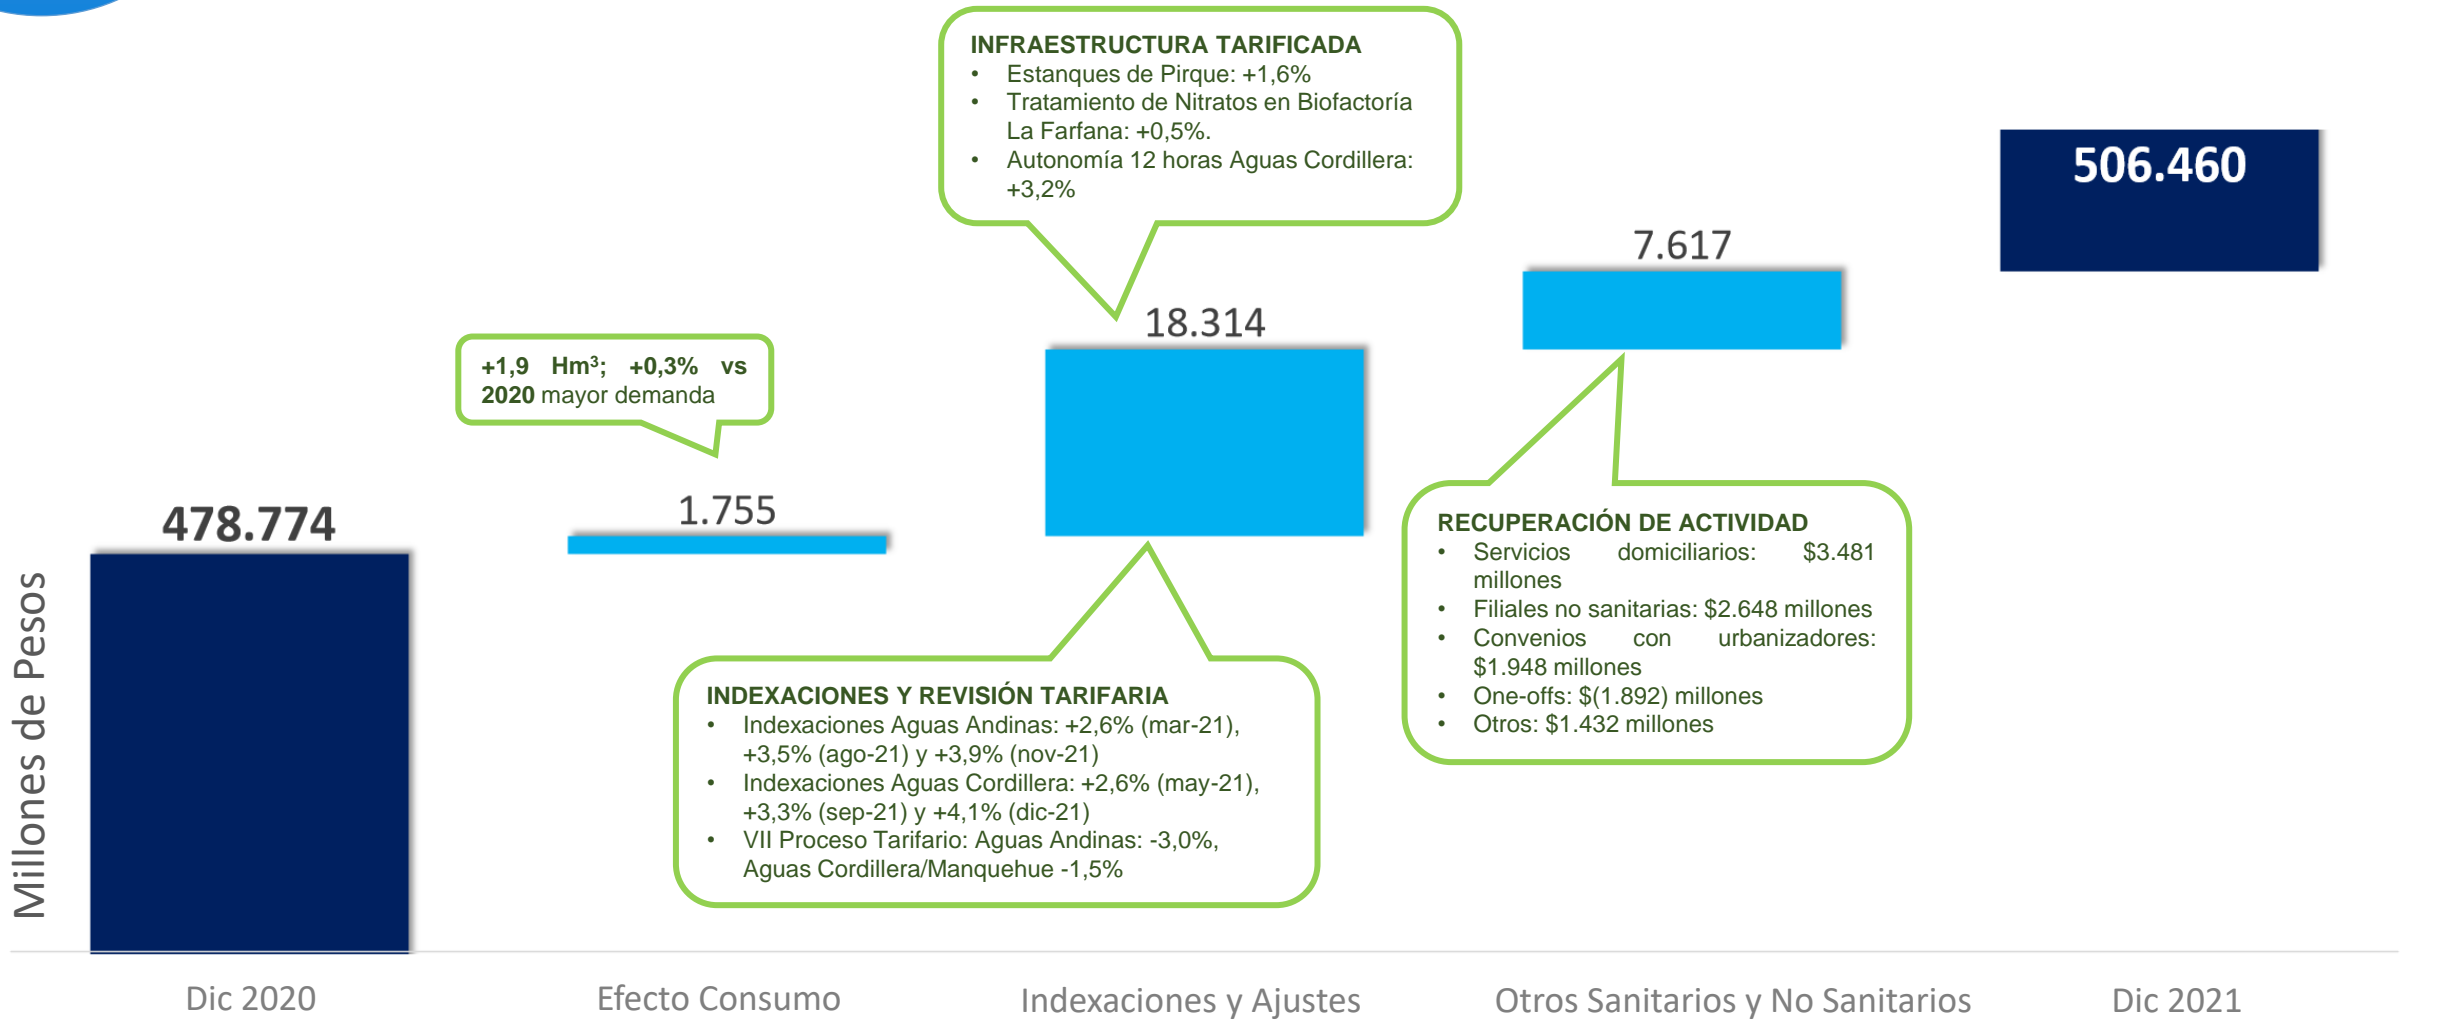 INFRAESTRUCTURA TARIFICADA
• Estanques de Pirque: +1,6%
• Tratamiento de Nitratos en Biofactoría
La Farfana: +0,5%.
• Autonomía 12 horas Aguas Cordillera:
+3,2%
506.460
7.617
18.314
+1,9 Hm³; +0,3% vs
2020 mayor demanda
1.755
478.774
RECUPERACIÓN DE ACTIVIDAD
• Servicios domiciliarios: $3.481
millones
• Filiales no sanitarias: $2.648 millones
• Convenios con urbanizadores:
$1.948 millones
• One-offs: $(1.892) millones
• Otros: $1.432 millones
INDEXACIONES Y REVISIÓN TARIFARIA
• Indexaciones Aguas Andinas: +2,6% (mar-21),
+3,5% (ago-21) y +3,9% (nov-21)
• Indexaciones Aguas Cordillera: +2,6% (may-21),
+3,3% (sep-21) y +4,1% (dic-21)
• VII Proceso Tarifario: Aguas Andinas: -3,0%,
Aguas Cordillera/Manquehue -1,5%
Millones de Pesos
Dic 2020
Efecto Consumo
Indexaciones y Ajustes
Otros Sanitarios y No Sanitarios
Dic 2021